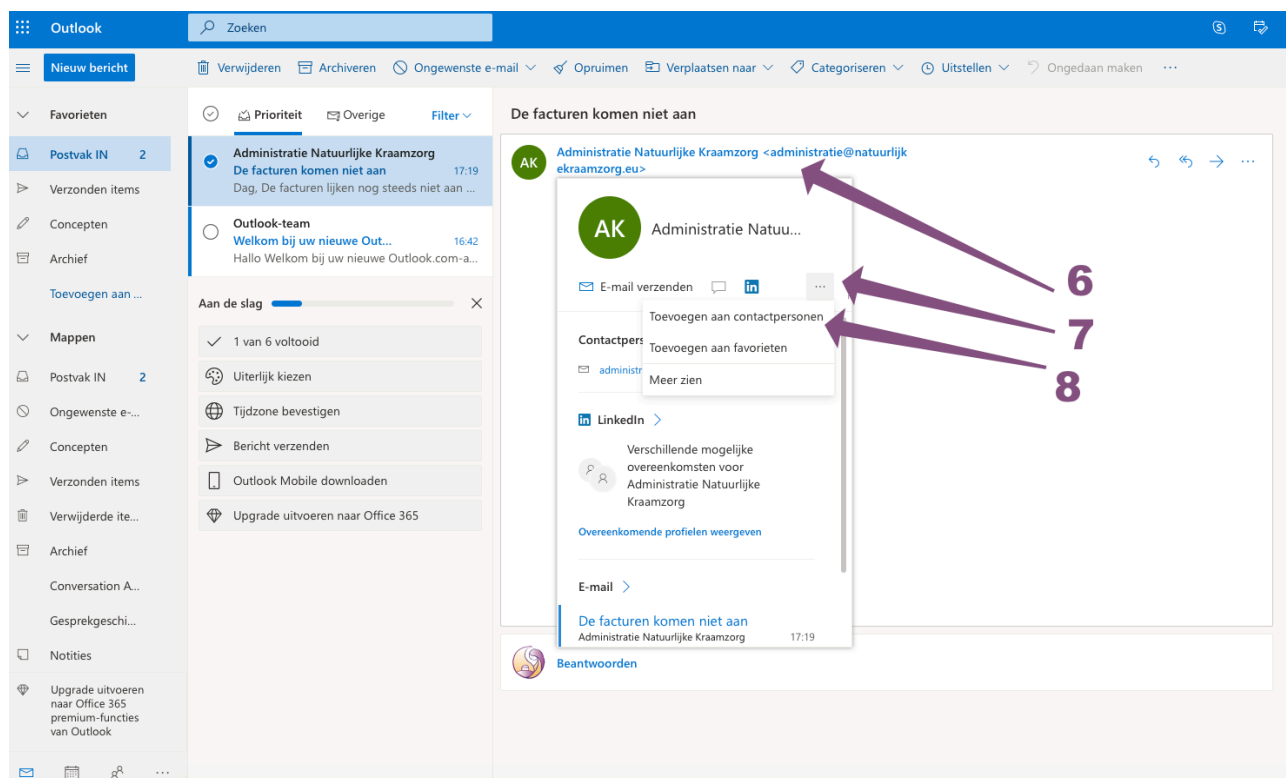 Outlook
Zoeken
Nieuw bericht
Verwijderen
Archiveren
Ongewenste e-mail
Opruimen
Verplaatsen naar
Categoriseren
Uitstellen
Ongedaan maken
Favorieten
Postvak IN 2
Verzonden items
Concepten
Archief
Toevoegen aan ...
Mappen
Postvak IN 2
Ongewenste e-...
Concepten
Verzonden items
Verwijderde ite...
Archief
Conversation A...
Gesprekgeschi...
Notities
Upgrade uitvoeren
naar Office 365
premium-functies
van Outlook
Prioriteit
Overige
Filter
Administratie Natuurlijke Kraamzorg
De facturen komen niet aan 17:19
Dag, De facturen lijken nog steeds niet aan ...
Outlook-team
Welkom bij uw nieuwe Out... 16:42
Hallo Welkom bij uw nieuwe Outlook.com-a...
Aan de slag
1 van 6 voltooid
Uiterlijk kiezen
Tijdzone bevestigen
Bericht verzenden
Outlook Mobile downloaden
Upgrade uitvoeren naar Office 365
De facturen komen niet aan
AK
Administratie Natuurlijke Kraamzorg <administratie@natuurlijk
ekraamzorg.eu>
AK
Administratie Natuu...
E-mail verzenden
in
...
Toevoegen aan contactpersonen
Toevoegen aan favorieten
Meer zien
Contactpers
administr
in LinkedIn
Verschillende mogelijke
overeenkomsten voor
Administratie Natuurlijke
Kraamzorg
Overeenkomende profielen weergeven
E-mail
De facturen komen niet aan
Administratie Natuurlijke Kraamzorg 17:19
Beantwoorden
6
7
8